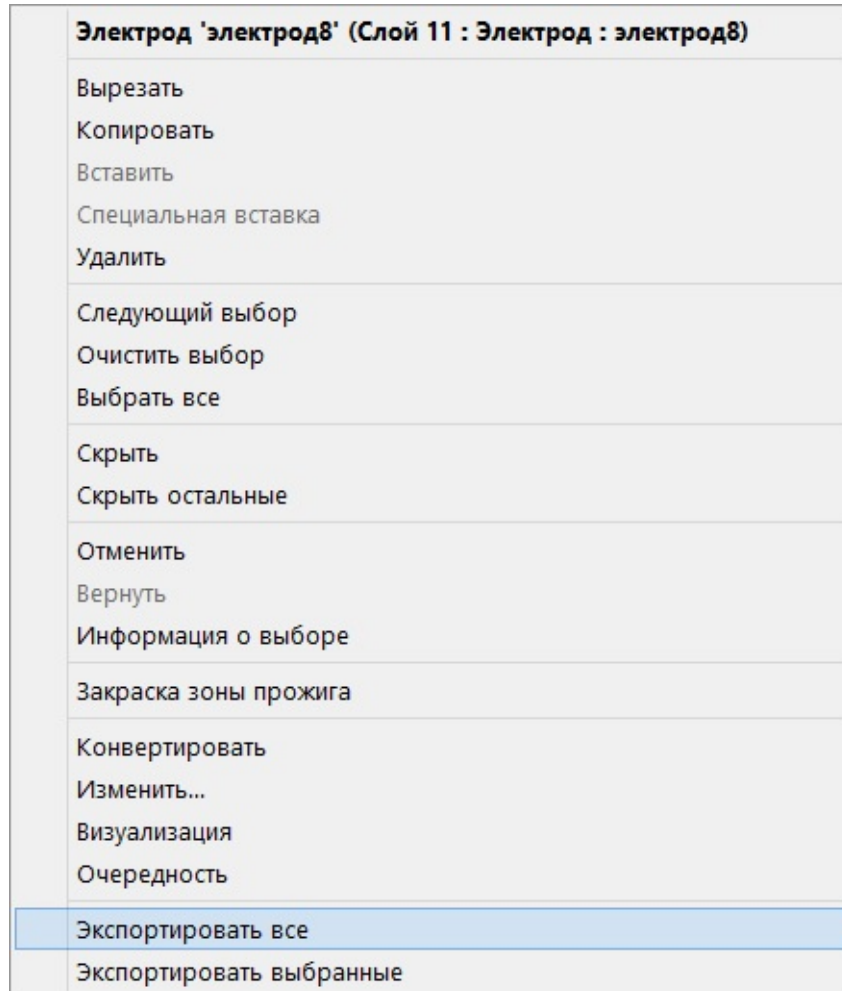 Электрод 'электрод8' (Слой 11 : Электрод : электрод8)
Вырезать
Копировать
Вставить
Специальная вставка
Удалить
Следующий выбор
Очистить выбор
Выбрать все
Скрыть
Скрыть остальные
Отменить
Вернуть
Информация о выборе
Закраска зоны прожига
Конвертировать
Изменить...
Визуализация
Очередность
Экспортировать все
Экспортировать выбранные